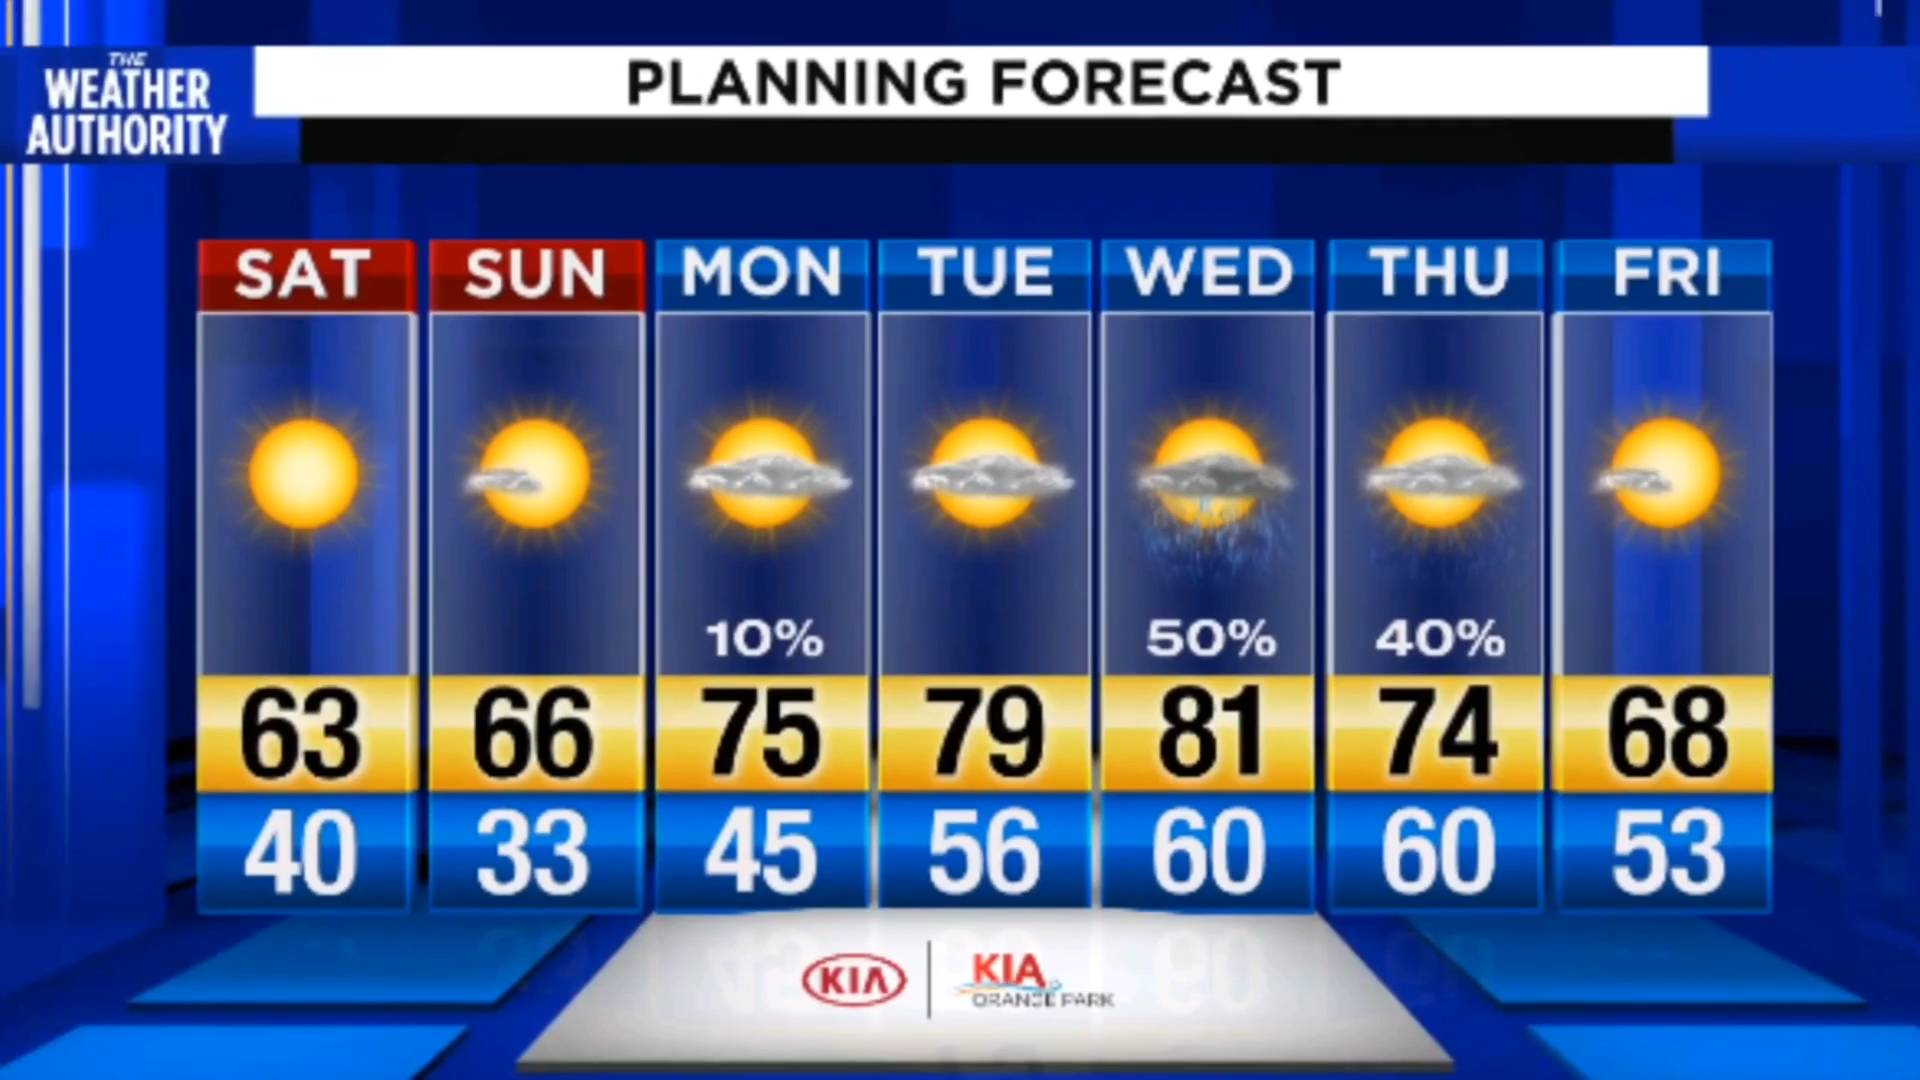 THE
WEATHER
AUTHORITY
PLANNING FORECAST
SAT SUN MON TUE WED THU FRI
10% 50% 40%
63 66 75 79 81 74 68
40 33 45 56 60 60 53
KIA KIA
ORANGE PARK